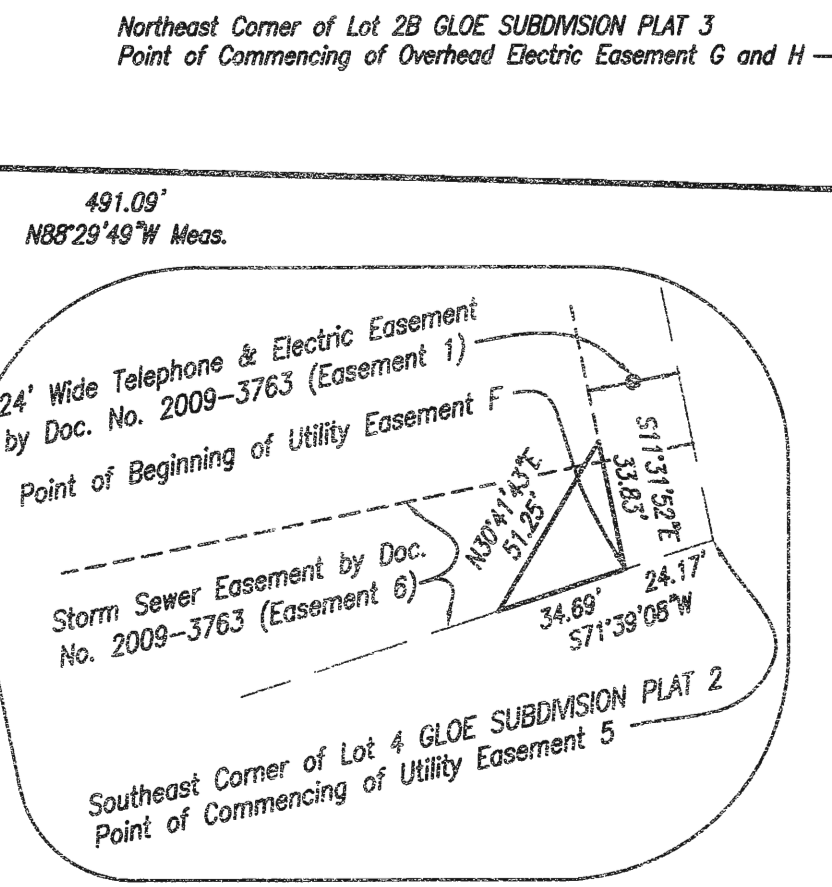 Northeast Corner of Lot 2B GLOE SUBDIVISION PLAT 3
Point of Commencing of Overhead Electric Easement G and H
491.09'
N88°29'49"W Meas.
24' Wide Telephone & Electric Easement
by Doc. No. 2009-3763 (Easement 1)
Point of Beginning of Utility Easement F
S11°31'52"E
33.83'
N30°41'43"E
51.25'
Storm Sewer Easement by Doc.
No. 2009-3763 (Easement 6)
24.17'
34.69'
S71°39'08"W
Southeast Corner of Lot 4 GLOE SUBDIVISION PLAT 2
Point of Commencing of Utility Easement 5